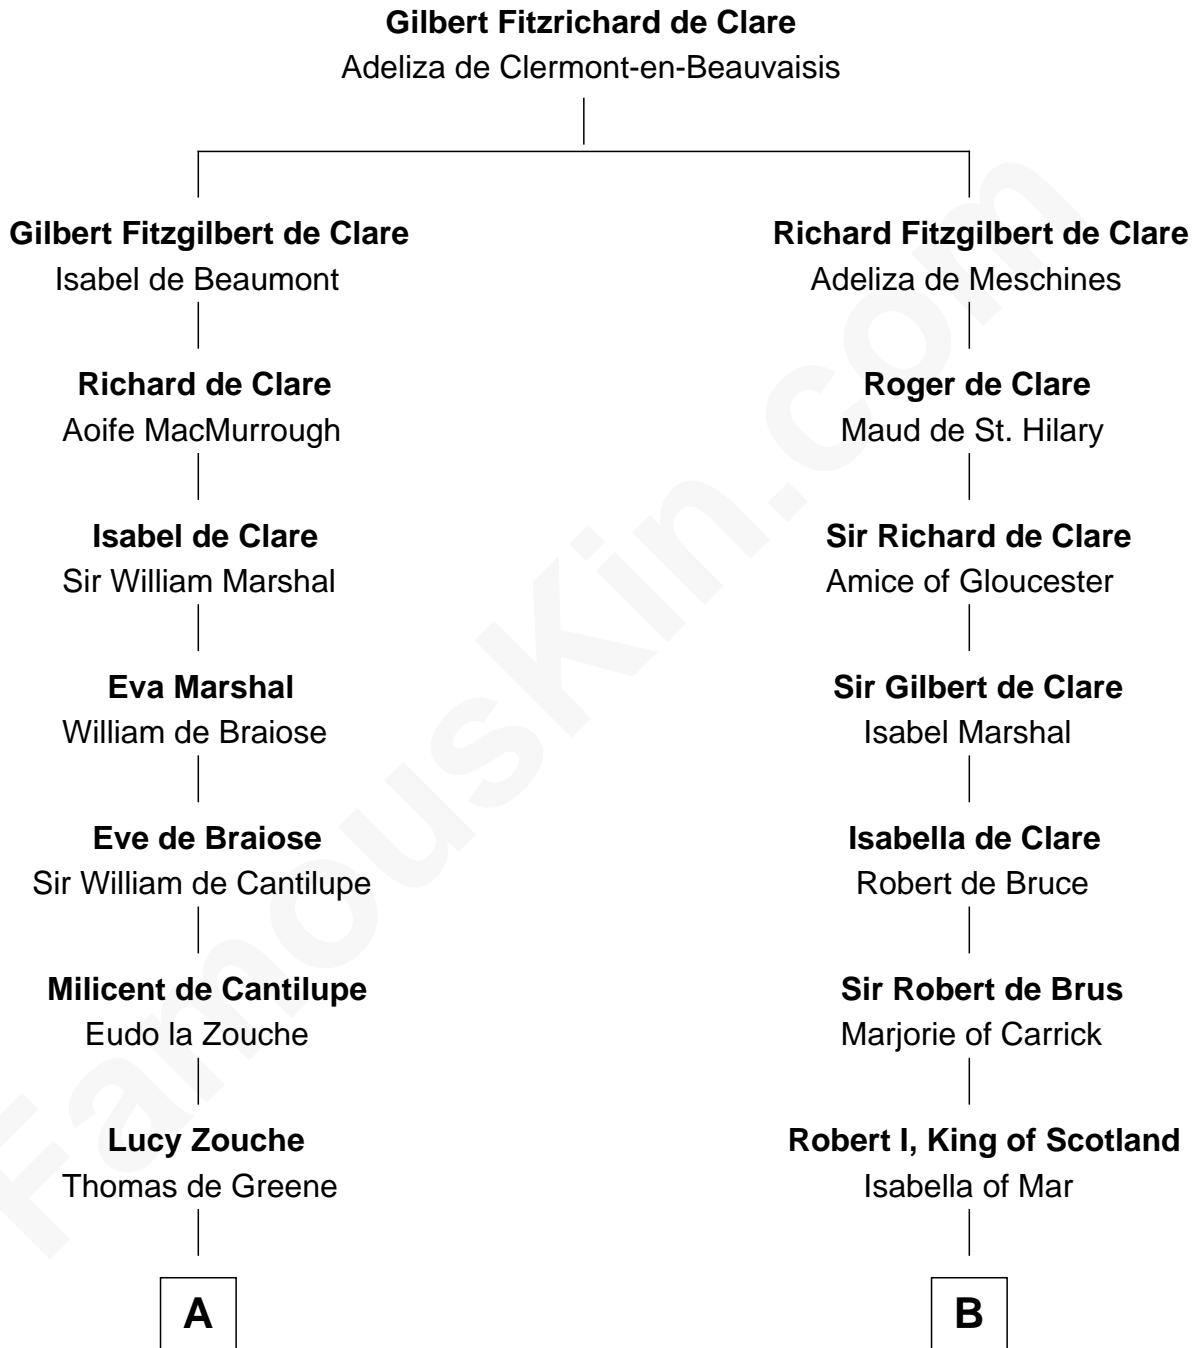 Gilbert Fitzrichard de Clare
Adeliza de Clermont-en-Beauvaisis
Gilbert Fitzgilbert de Clare
Isabel de Beaumont
Richard de Clare
Aoife MacMurrough
Isabel de Clare
Sir William Marshal
Eva Marshal
William de Braiose
Eve de Braiose
Sir William de Cantilupe
Milicent de Cantilupe
Eudo la Zouche
Lucy Zouche
Thomas de Greene
A
Richard Fitzgilbert de Clare
Adeliza de Meschines
Roger de Clare
Maud de St. Hilary
Sir Richard de Clare
Amice of Gloucester
Sir Gilbert de Clare
Isabel Marshal
Isabella de Clare
Robert de Bruce
Sir Robert de Brus
Marjorie of Carrick
Robert I, King of Scotland
Isabella of Mar
B
FamousKin.com